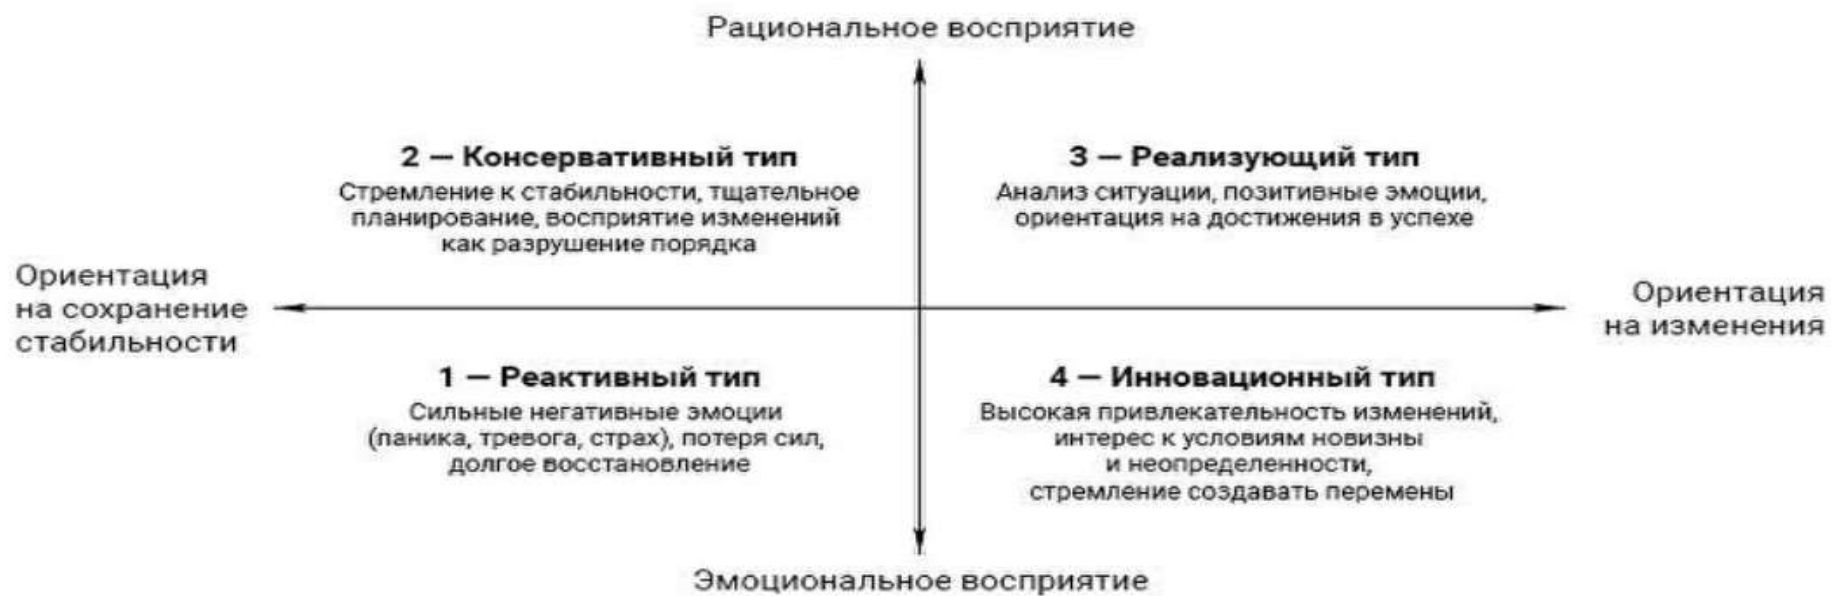 Рациональное восприятие
2 — Консервативный тип
Стремление к стабильности, тщательное
планирование, восприятие изменений
как разрушение порядка
3 — Реализующий тип
Анализ ситуации, позитивные эмоции,
ориентация на достижения в успехе
Ориентация
на сохранение
стабильности
Ориентация
на изменения
1 — Реактивный тип
Сильные негативные эмоции
(паника, тревога, страх), потеря сил,
долгое восстановление
4 — Инновационный тип
Высокая привлекательность изменений,
интерес к условиям новизны
и неопределенности,
стремление создавать перемены
Эмоциональное восприятие